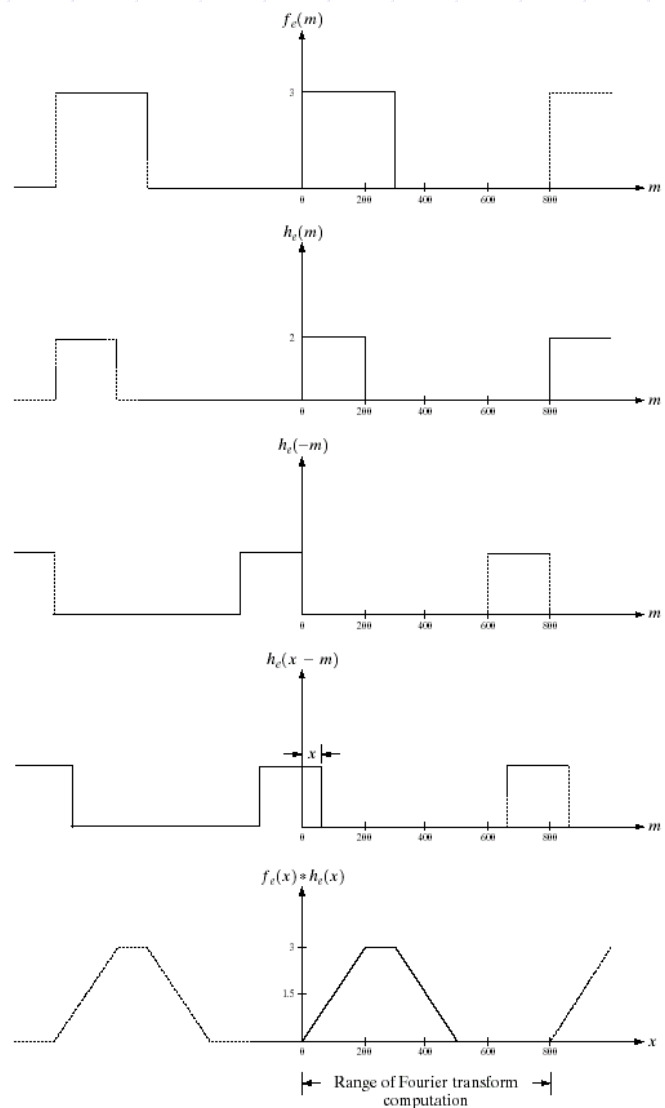 f_e(m)
3
0 200 400 600 800
m
h_e(m)
2
0 200 400 600 800
m
h_e(−m)
0 200 400 600 800
m
h_e(x − m)
x
0 200 400 600 800
m
f_e(x) * h_e(x)
3
1.5
0 200 400 600 800
x
Range of Fourier transform
computation